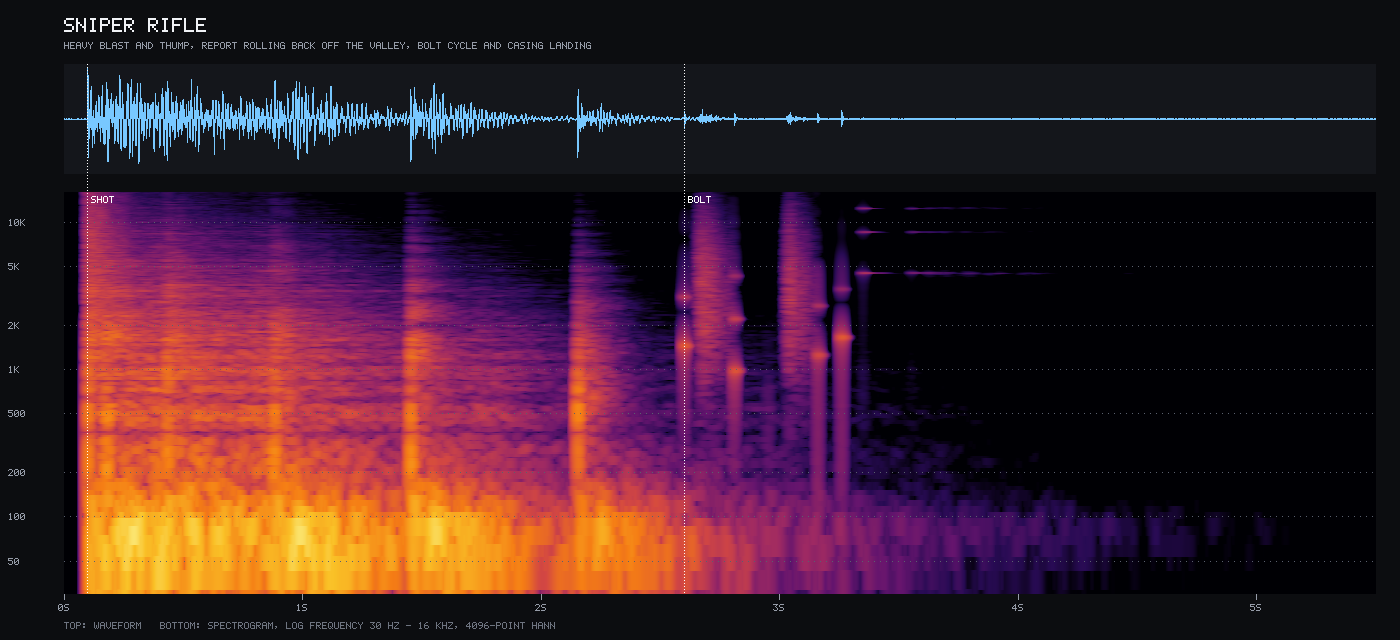 SNIPER RIFLE
HEAVY BLAST AND THUMP, REPORT ROLLING BACK OFF THE VALLEY, BOLT CYCLE AND CASING LANDING
SHOT
BOLT
10K
5K
2K
1K
500
200
100
50
0S 1S 2S 3S 4S 5S
TOP: WAVEFORM BOTTOM: SPECTROGRAM, LOG FREQUENCY 30 HZ - 16 KHZ, 4096-POINT HANN